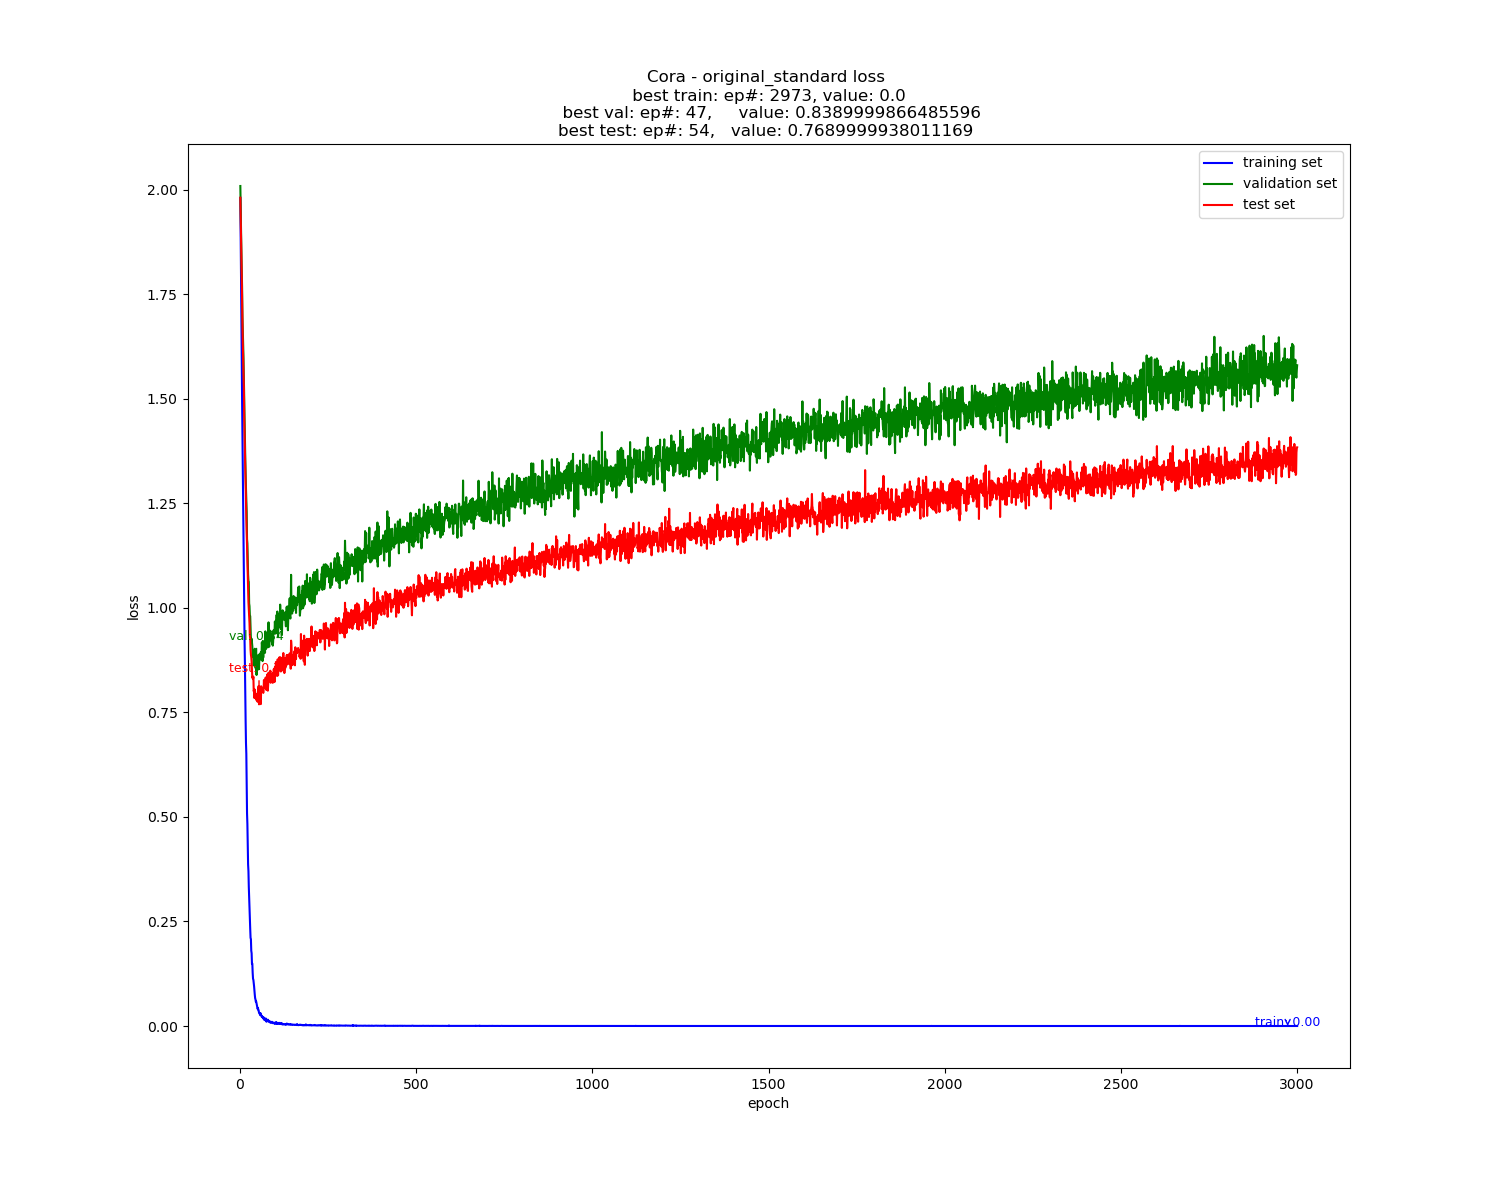 Cora - original_standard loss
best train: ep#: 2973, value: 0.0
best val: ep#: 47, value: 0.8389999866485596
best test: ep#: 54, value: 0.7689999938011169
training set
validation set
test set
2.00
1.75
1.50
1.25
1.00
0.75
0.50
0.25
0.00
loss
val
test
train 0.00
0
500
1000
1500
2000
2500
3000
epoch